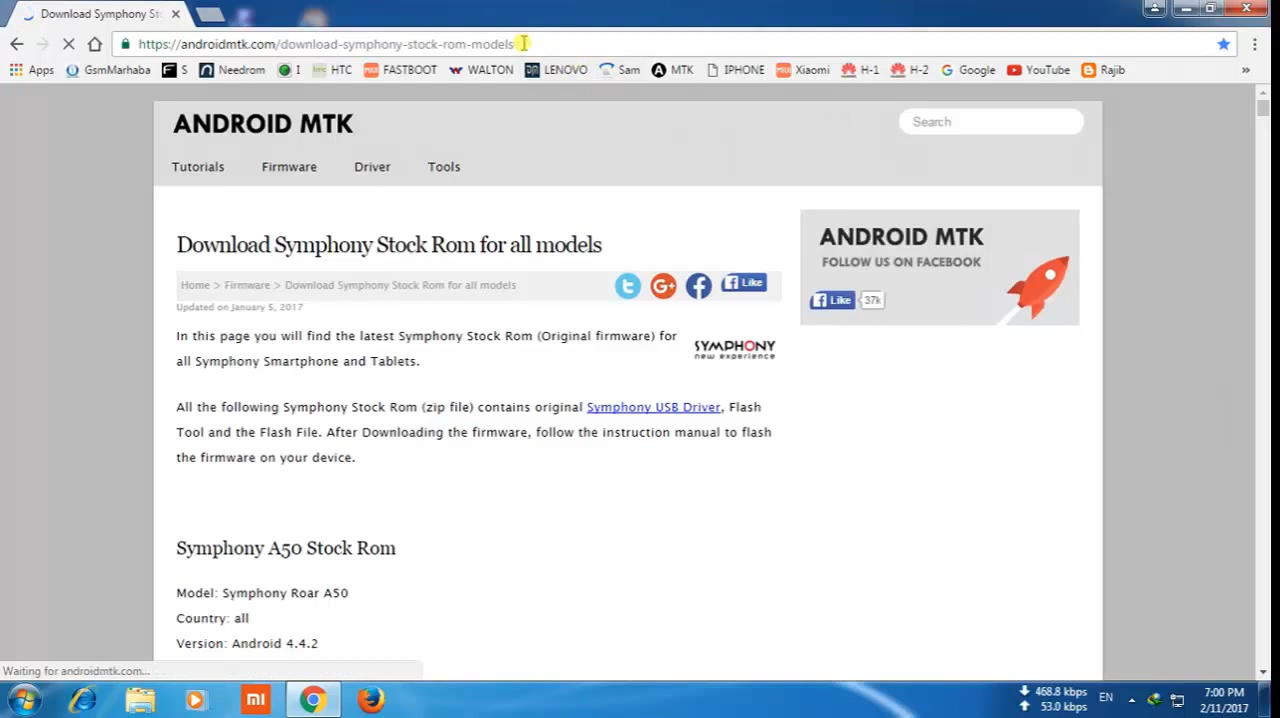 Download Symphony St
https://androidmtk.com/download-symphony-stock-rom-models
Apps GsmMarhaba S Needrom I HTC FASTBOOT WALTON LENOVO Sam MTK IPHONE Xiaomi H-1 H-2 Google YouTube Rajib »
ANDROID MTK
Search
Tutorials Firmware Driver Tools
Download Symphony Stock Rom for all models
ANDROID MTK
FOLLOW US ON FACEBOOK
Like 37k
Home > Firmware > Download Symphony Stock Rom for all models
Like
Updated on January 5, 2017
In this page you will find the latest Symphony Stock Rom (Original firmware) for
all Symphony Smartphone and Tablets.
SYMPHONY
new experience
All the following Symphony Stock Rom (zip file) contains original Symphony USB Driver, Flash
Tool and the Flash File. After Downloading the firmware, follow the instruction manual to flash
the firmware on your device.
Symphony A50 Stock Rom
Model: Symphony Roar A50
Country: all
Version: Android 4.4.2
Waiting for androidmtk.com...
468.8 kbps
53.0 kbps
EN
7:00 PM
2/11/2017